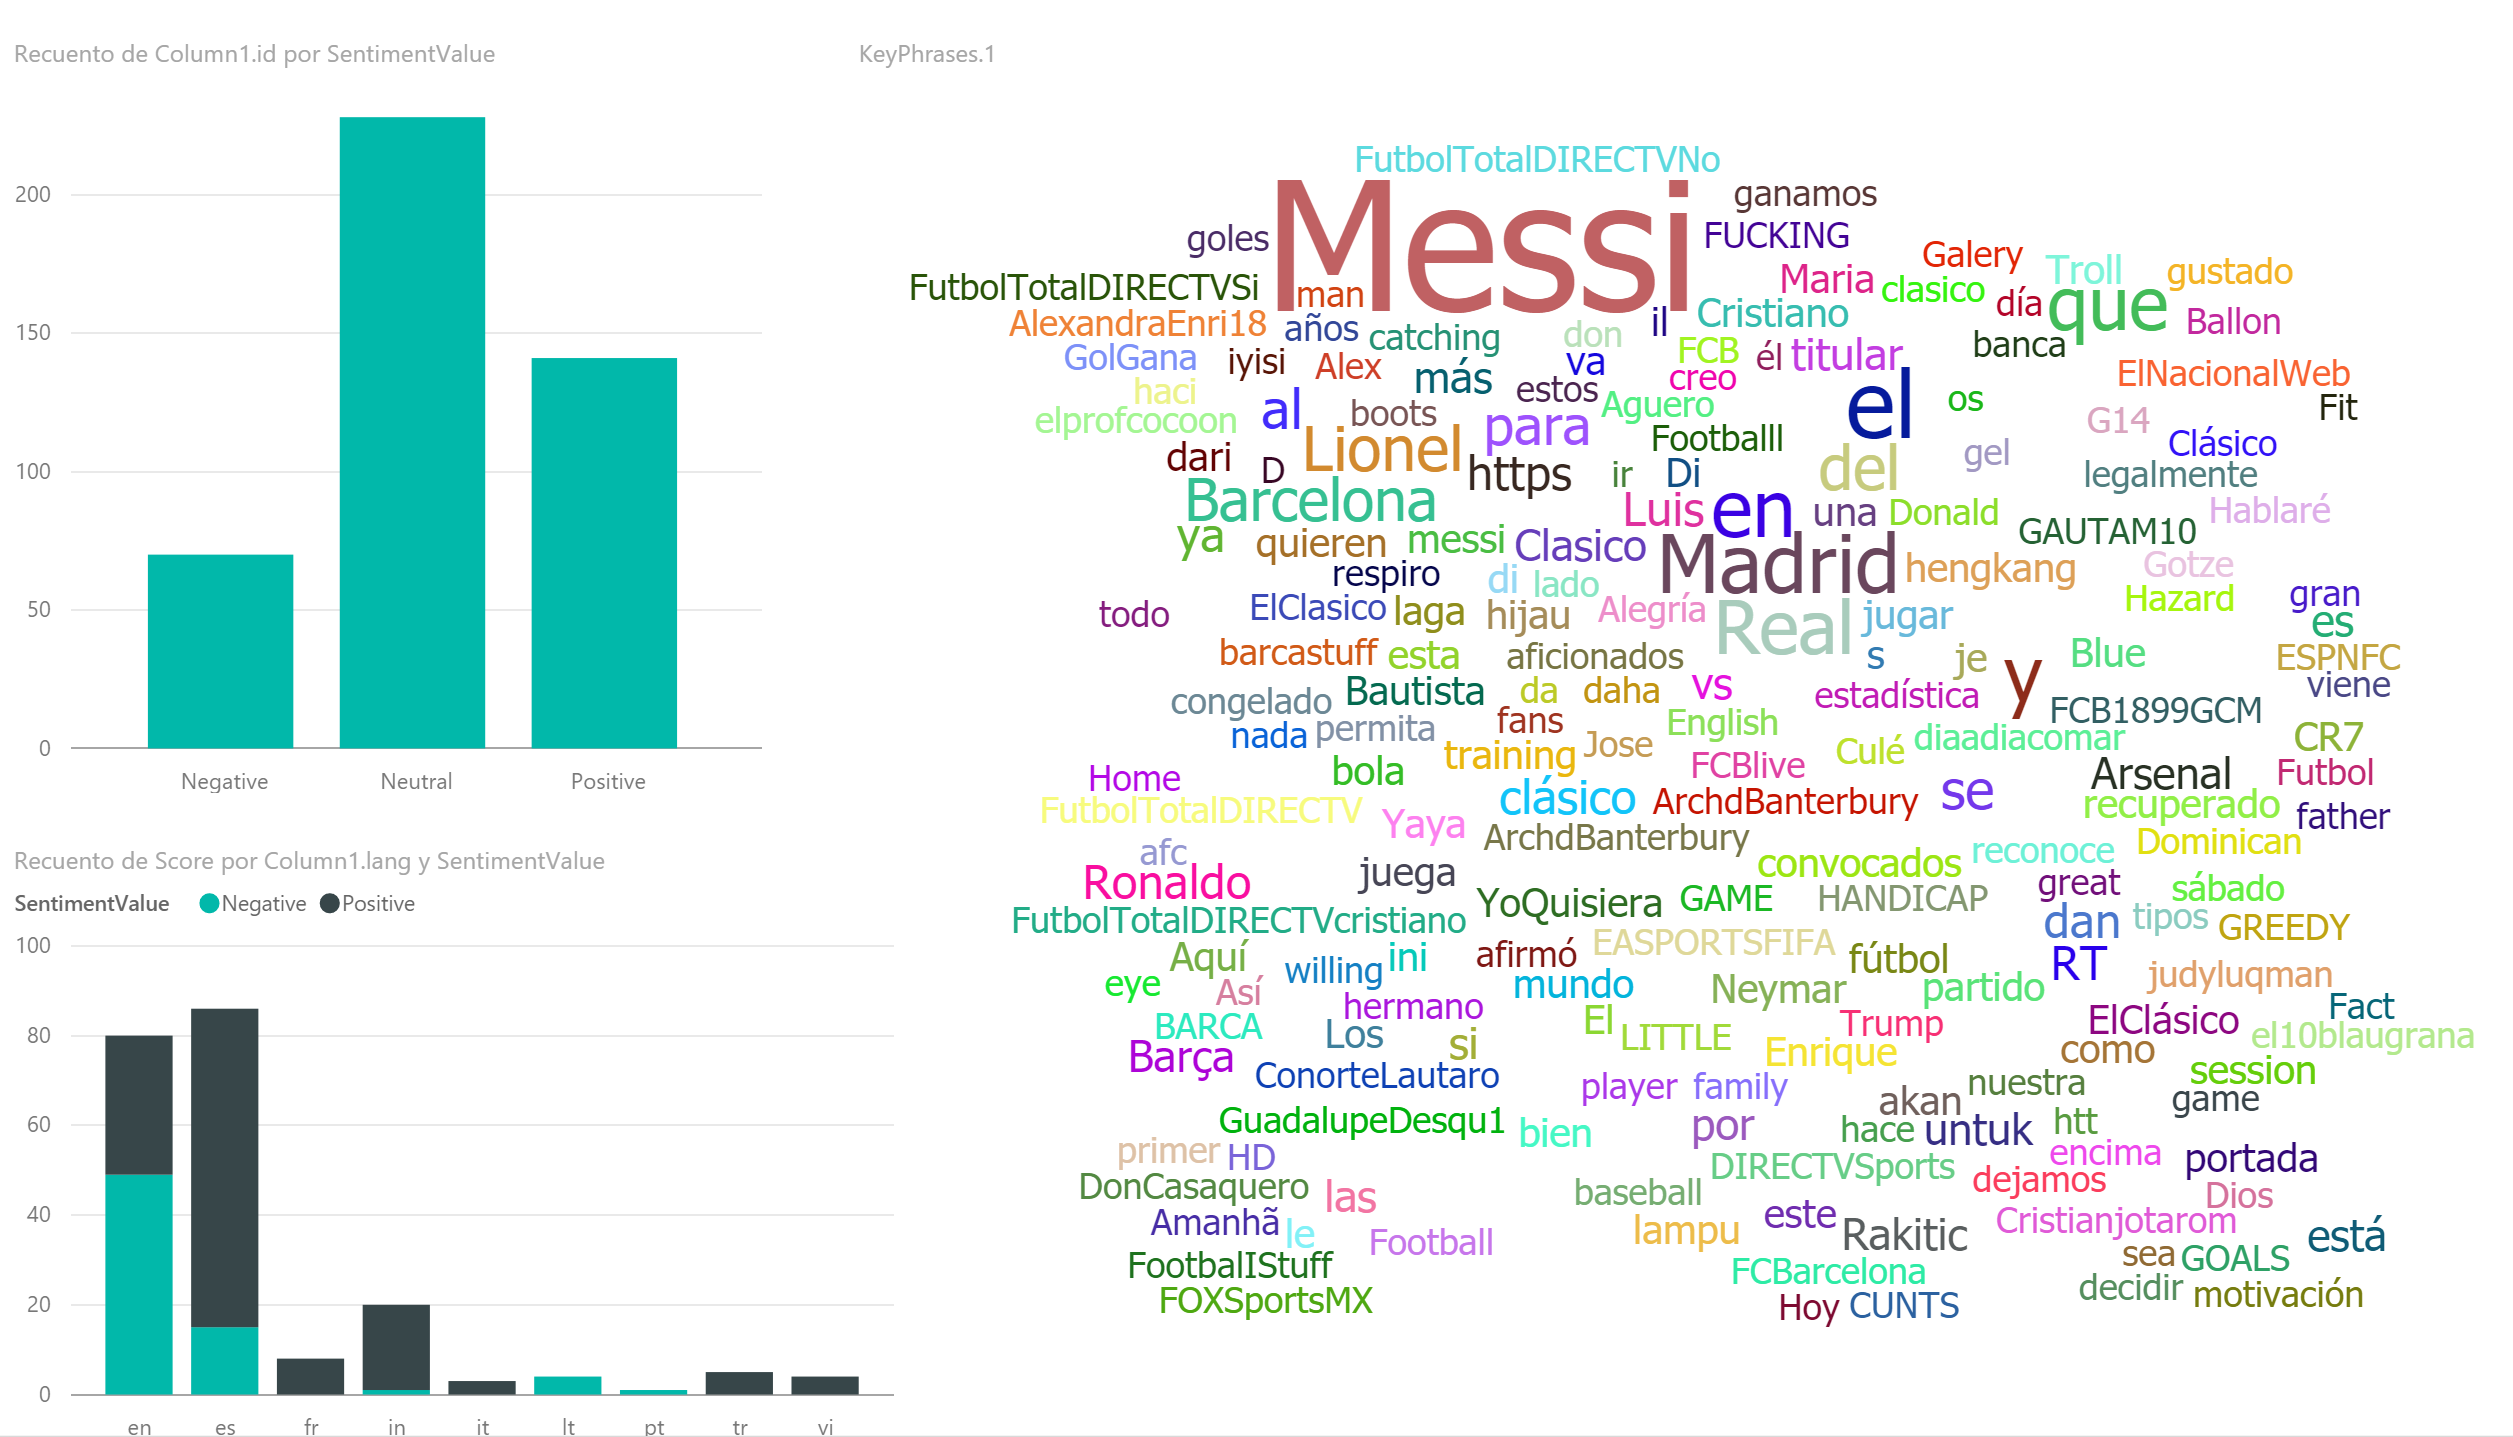 Recuento de Column1.id por SentimentValue
200
150
100
50
0
Negative Neutral Positive
Recuento de Score por Column1.lang y SentimentValue
SentimentValue Negative Positive
100
80
60
40
20
0
en es fr in it lt pt tr vi
KeyPhrases.1
FutbolTotalDIRECTVNo
Messi
ganamos
goles
FUCKING
Galery
Troll
gustado
FutbolTotalDIRECTVSi
man
Maria
clasico
día
que
Ballon
AlexandraEnri18
años
catching
don
il
Cristiano
banca
GolGana
iyisi
Alex
más
va
FCB
él
titular
ElNacionalWeb
haci
estos
creo
el
os
Fit
elprofcocoon
al
boots
para
Aguero
G14
Footballl
Clásico
dari
D
Lionel
https
ir
Di
del
gel
legalmente
Barcelona
Luis
en
una
Donald
Hablaré
ya
quieren
messi
Clasico
GAUTAM10
respiro
di
lado
Madrid
hengkang
Gotze
todo
ElClasico
laga
hijau
Alegría
Real
jugar
Hazard
gran
es
barcastuff
esta
aficionados
s
je
Blue
ESPNFC
congelado
Bautista
da
daha
vs
estadística
y
viene
FCB1899GCM
nada
permita
fans
English
CR7
training
Jose
Culé
diaadiacomar
Home
bola
FCBlive
Arsenal
Futbol
FutbolTotalDIRECTV
clásico
ArchdBanterbury
se
recuperado
father
Yaya
ArchdBanterbury
Dominican
afc
juega
convocados
reconoce
Ronaldo
YoQuisiera
GAME
HANDICAP
great
sábado
FutbolTotalDIRECTVcristiano
dan
tipos
GREEDY
Aquí
willing
ini
afirmó
EASPORTSFIFA
fútbol
RT
judyluqman
eye
Así
hermano
mundo
Neymar
partido
Fact
BARCA
Los
si
El
LITTLE
Trump
ElClásico
el10blaugrana
Barça
ConorteLautaro
Enrique
como
session
player
family
nuestra
game
GuadalupeDesqu1
bien
por
akan
hace
untuk
htt
primer
HD
DIRECTVSports
encima
portada
DonCasaquero
las
baseball
dejamos
Dios
Amanhã
le
Football
lampu
este
Rakitic
Cristianjotarom
está
FootbalIStuff
FCBarcelona
sea
GOALS
FOXSportsMX
Hoy
CUNTS
decidir
motivación